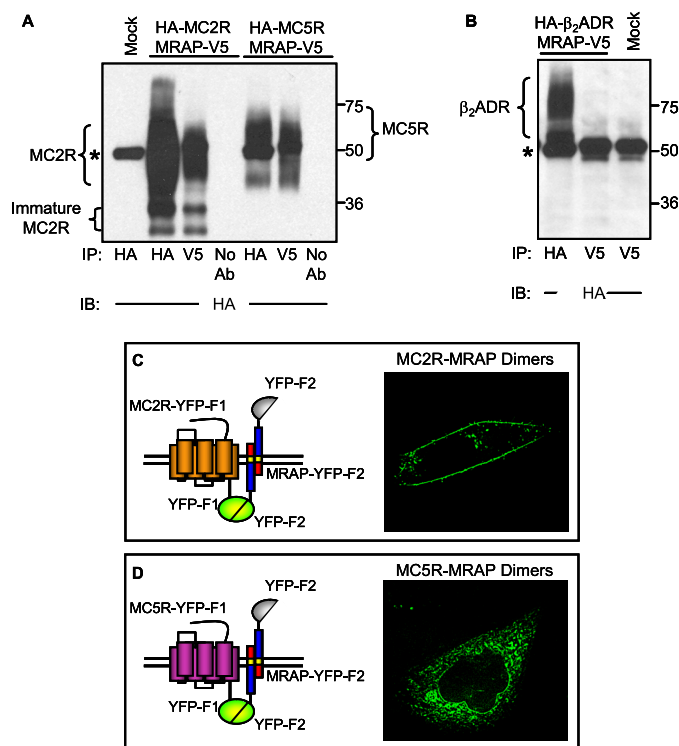 A
Mock
HA-MC2R
MRAP-V5
HA-MC5R
MRAP-V5
MC2R
*
Immature
MC2R
75
50
36
MC5R
IP: HA HA V5 No Ab HA V5 No Ab
IB: HA
B
HA-β2ADR
MRAP-V5
Mock
β2ADR
*
75
50
36
IP: HA V5 V5
IB: HA
C
MC2R-YFP-F1
YFP-F2
MRAP-YFP-F2
YFP-F1
YFP-F2
MC2R-MRAP Dimers
D
MC5R-YFP-F1
YFP-F2
MRAP-YFP-F2
YFP-F1
YFP-F2
MC5R-MRAP Dimers